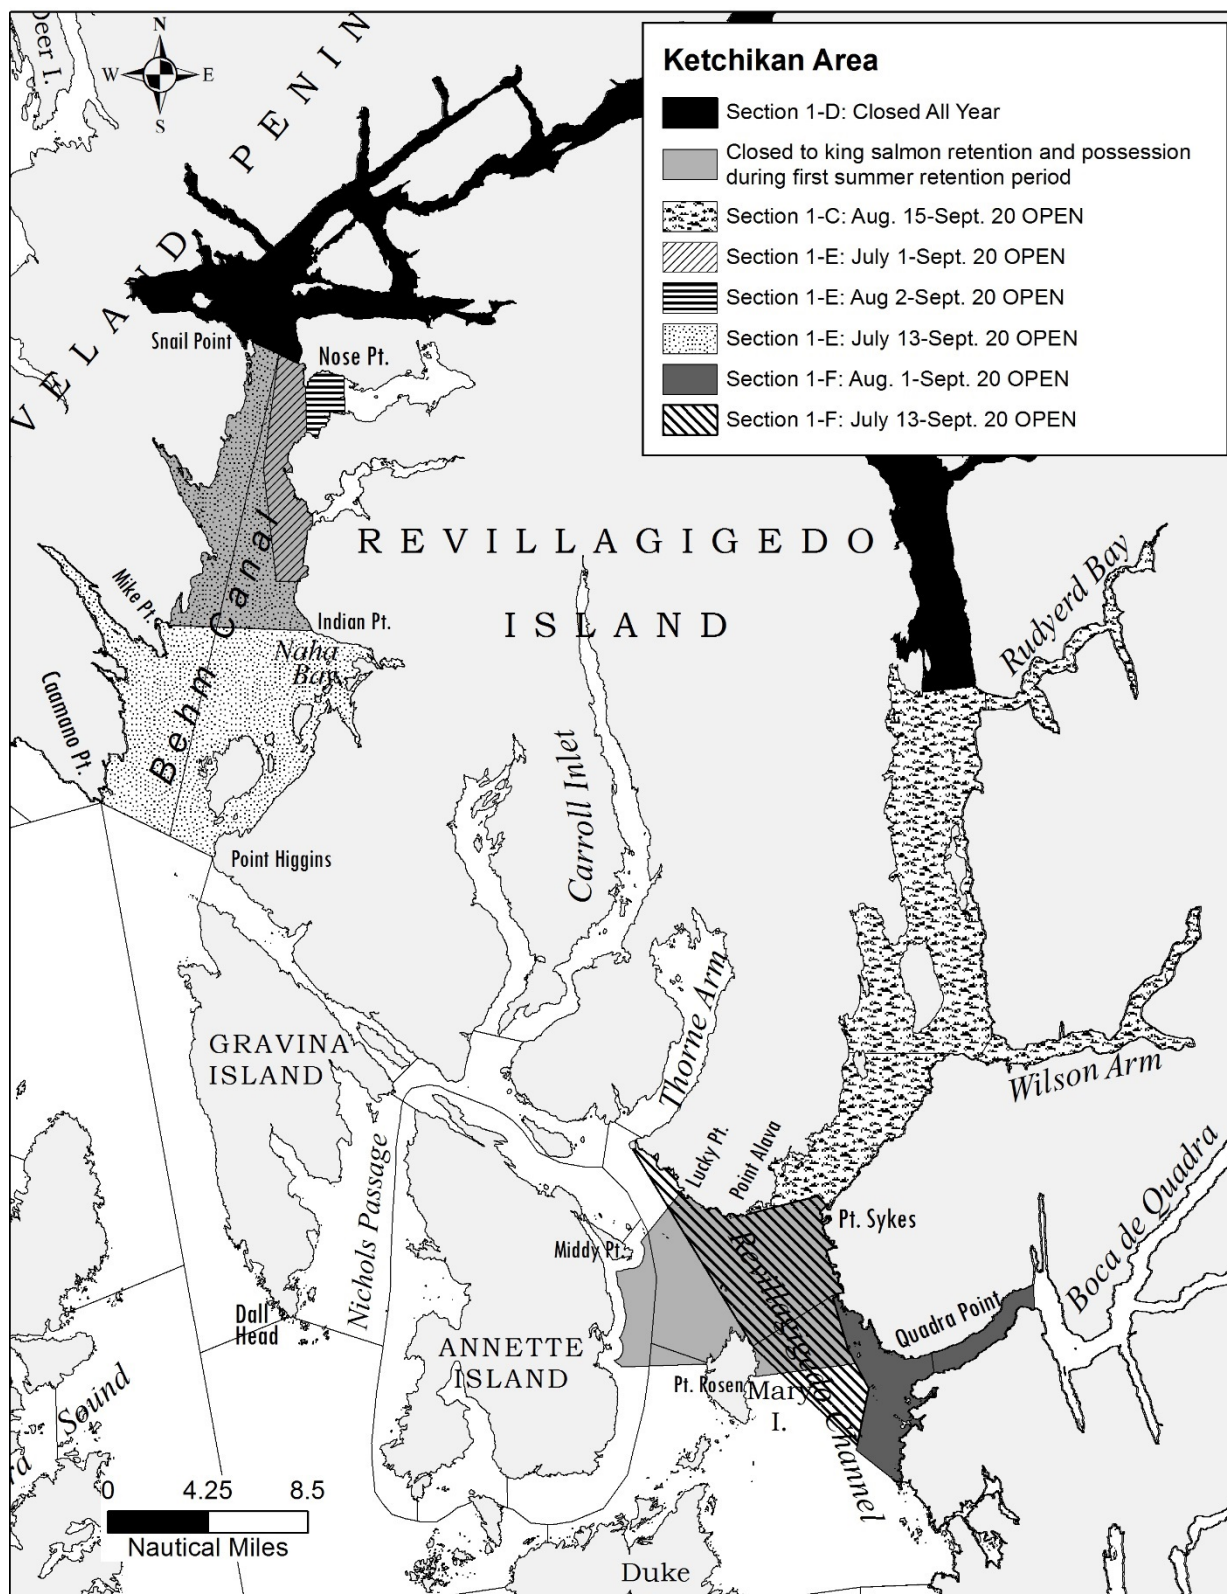 Deer I.
N
W
E
S
VELAND PENIN
Ketchikan Area
Section 1-D: Closed All Year
Closed to king salmon retention and possession
during first summer retention period
Section 1-C: Aug. 15-Sept. 20 OPEN
Section 1-E: July 1-Sept. 20 OPEN
Section 1-E: Aug 2-Sept. 20 OPEN
Section 1-E: July 13-Sept. 20 OPEN
Section 1-F: Aug. 1-Sept. 20 OPEN
Section 1-F: July 13-Sept. 20 OPEN
Snail Point
Nose Pt.
REVILLAGIGEDO
ISLAND
Mike Pt.
Behm Canal
Indian Pt.
Naha
Bay
Rudyerd Bay
Caamano Pt.
Carroll Inlet
Point Higgins
Thorne Arm
GRAVINA
ISLAND
Wilson Arm
Nichols Passage
Lucky Pt.
Point Alava
Pt. Sykes
Boca de Quadra
Middy Pt.
Revillagigedo Channel
Quadra Point
Dall
Head
ANNETTE
ISLAND
Pt. Rosen
Mary
I.
rd Sound
0 4.25 8.5
Nautical Miles
Duke